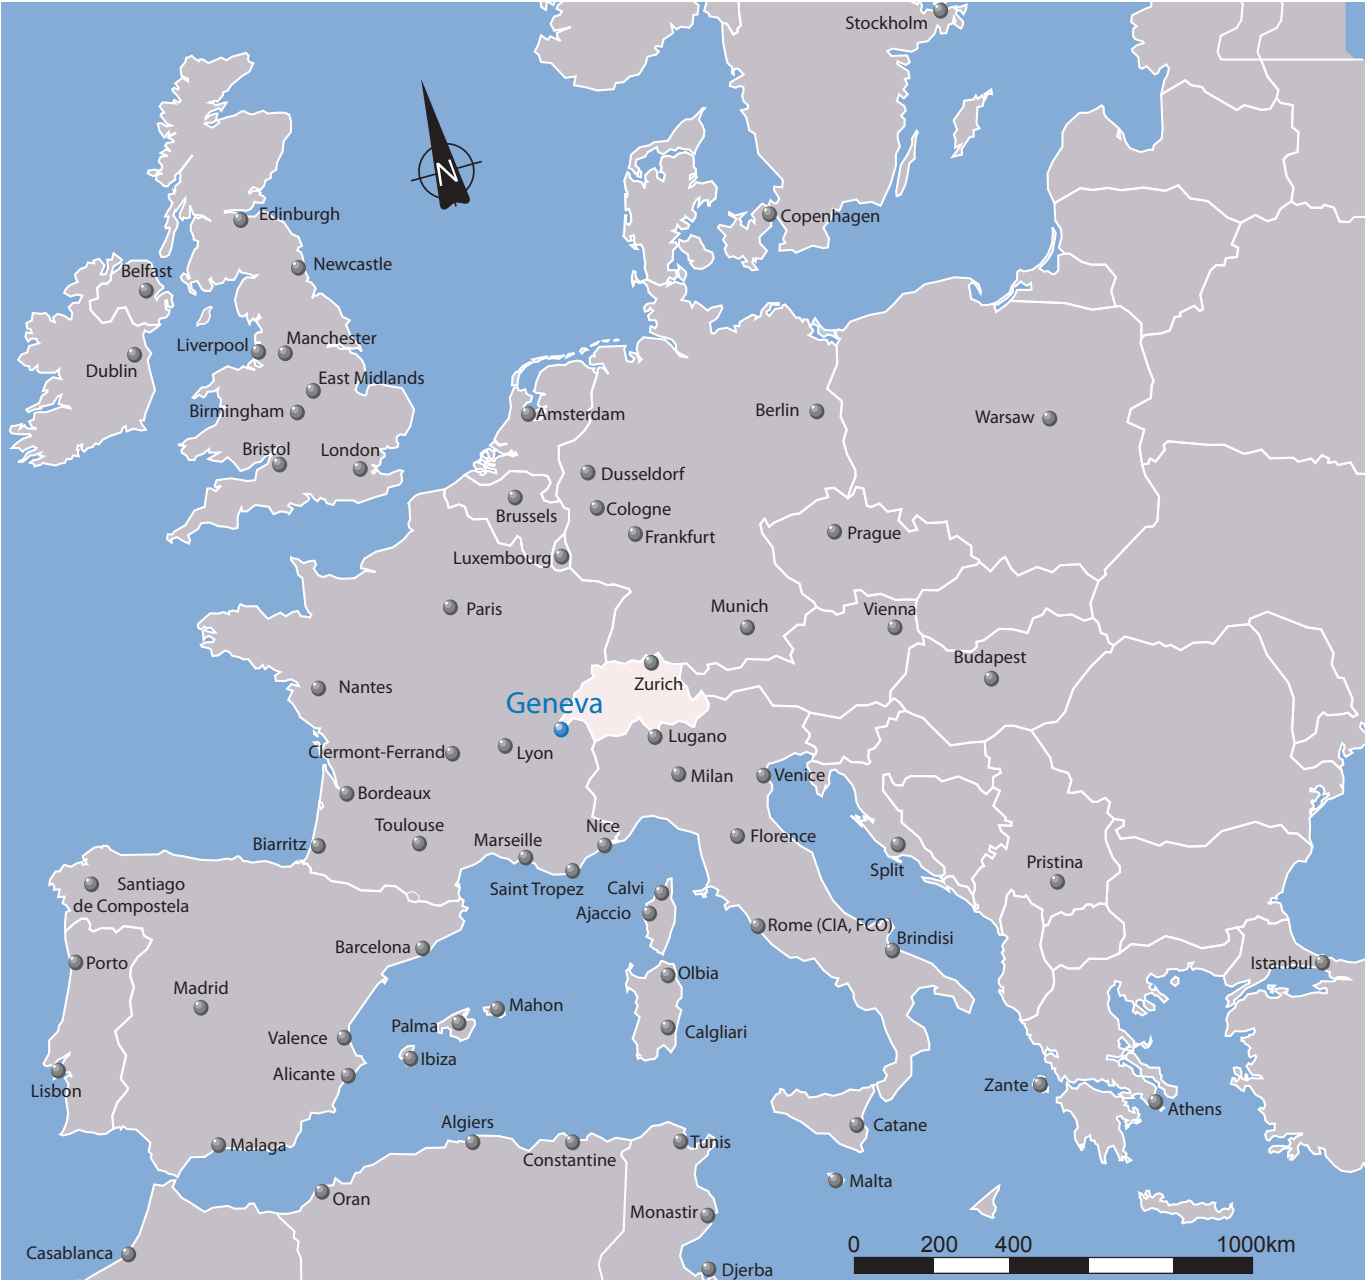 Stockholm
N
Edinburgh
Copenhagen
Newcastle
Belfast
Liverpool
Manchester
Dublin
East Midlands
Birmingham
Amsterdam
Berlin
Warsaw
Bristol
London
Dusseldorf
Cologne
Brussels
Frankfurt
Prague
Luxembourg
Paris
Munich
Vienna
Budapest
Zurich
Nantes
Geneva
Lugano
Clermont-Ferrand
Lyon
Milan
Venice
Bordeaux
Toulouse
Nice
Biarritz
Marseille
Florence
Split
Pristina
Saint Tropez
Calvi
Santiago
de Compostela
Ajaccio
Rome (CIA, FCO)
Brindisi
Barcelona
Porto
Istanbul
Olbia
Madrid
Mahon
Palma
Valence
Calgliari
Ibiza
Alicante
Lisbon
Zante
Athens
Algiers
Catane
Malaga
Constantine
Tunis
Malta
Oran
Monastir
Casablanca
0 200 400 1000km
Djerba